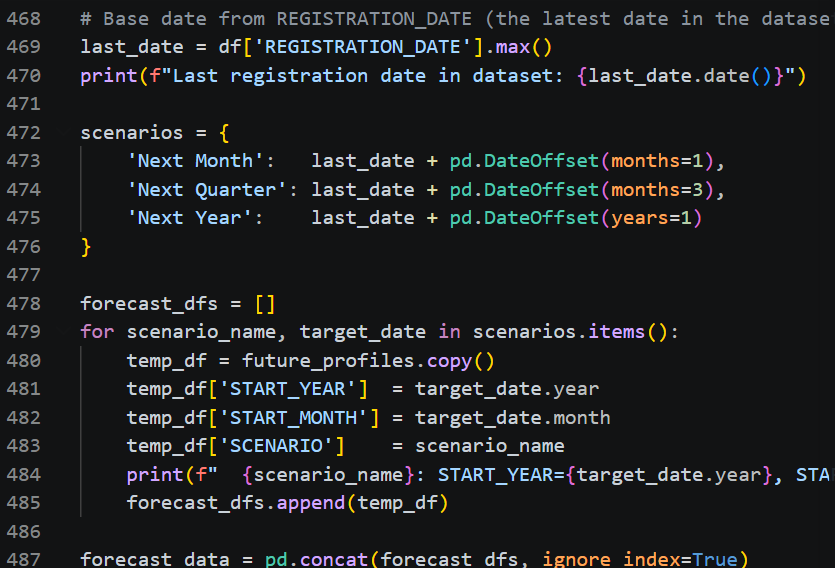 468 # Base date from REGISTRATION_DATE (the latest date in the datase
469 last_date = df['REGISTRATION_DATE'].max()
470 print(f"Last registration date in dataset: {last_date.date()}")
471
472 scenarios = {
473     'Next Month':   last_date + pd.DateOffset(months=1),
474     'Next Quarter': last_date + pd.DateOffset(months=3),
475     'Next Year':    last_date + pd.DateOffset(years=1)
476 }
477
478 forecast_dfs = []
479 for scenario_name, target_date in scenarios.items():
480     temp_df = future_profiles.copy()
481     temp_df['START_YEAR']  = target_date.year
482     temp_df['START_MONTH'] = target_date.month
483     temp_df['SCENARIO']    = scenario_name
484     print(f"  {scenario_name}: START_YEAR={target_date.year}, STA
485     forecast_dfs.append(temp_df)
486
487 forecast_data = pd.concat(forecast_dfs, ignore_index=True)